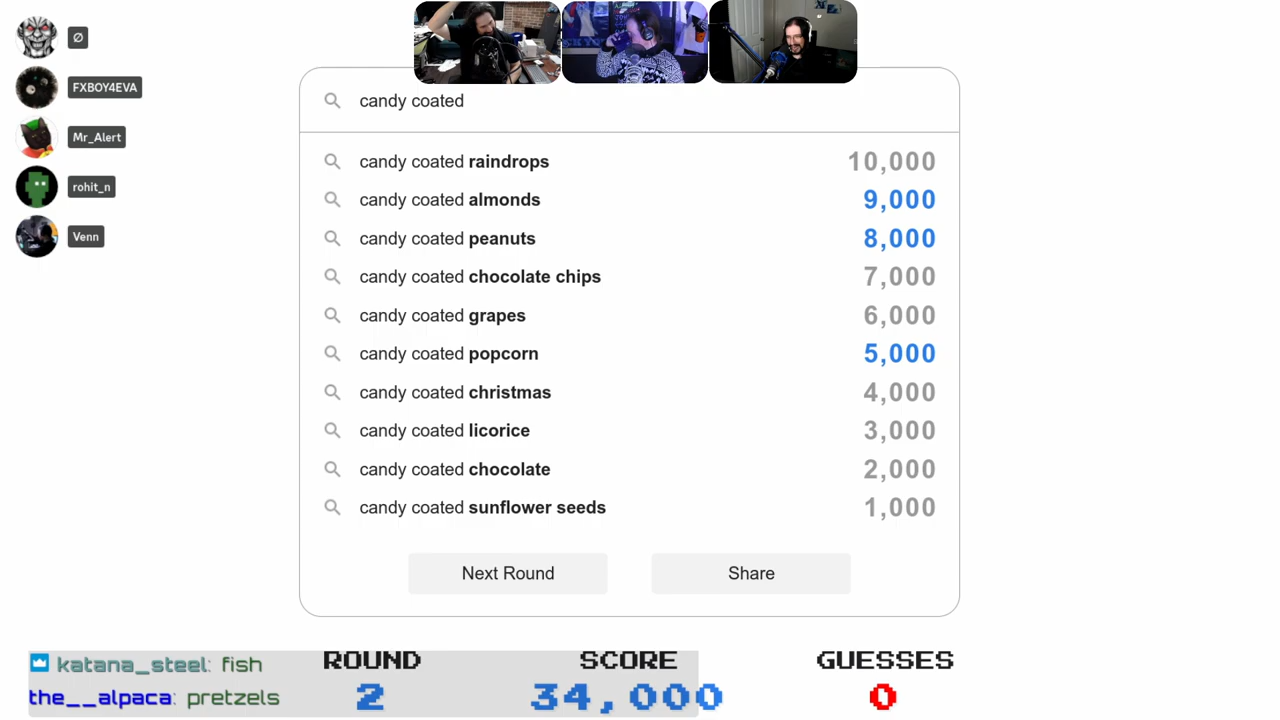 Ø
FXBOY4EVA
Mr_Alert
rohit_n
Venn
candy coated
candy coated raindrops 10,000
candy coated almonds 9,000
candy coated peanuts 8,000
candy coated chocolate chips 7,000
candy coated grapes 6,000
candy coated popcorn 5,000
candy coated christmas 4,000
candy coated licorice 3,000
candy coated chocolate 2,000
candy coated sunflower seeds 1,000
Next Round Share
katana_steel: fish
the__alpaca: pretzels
ROUND SCORE GUESSES
2 34,000 0